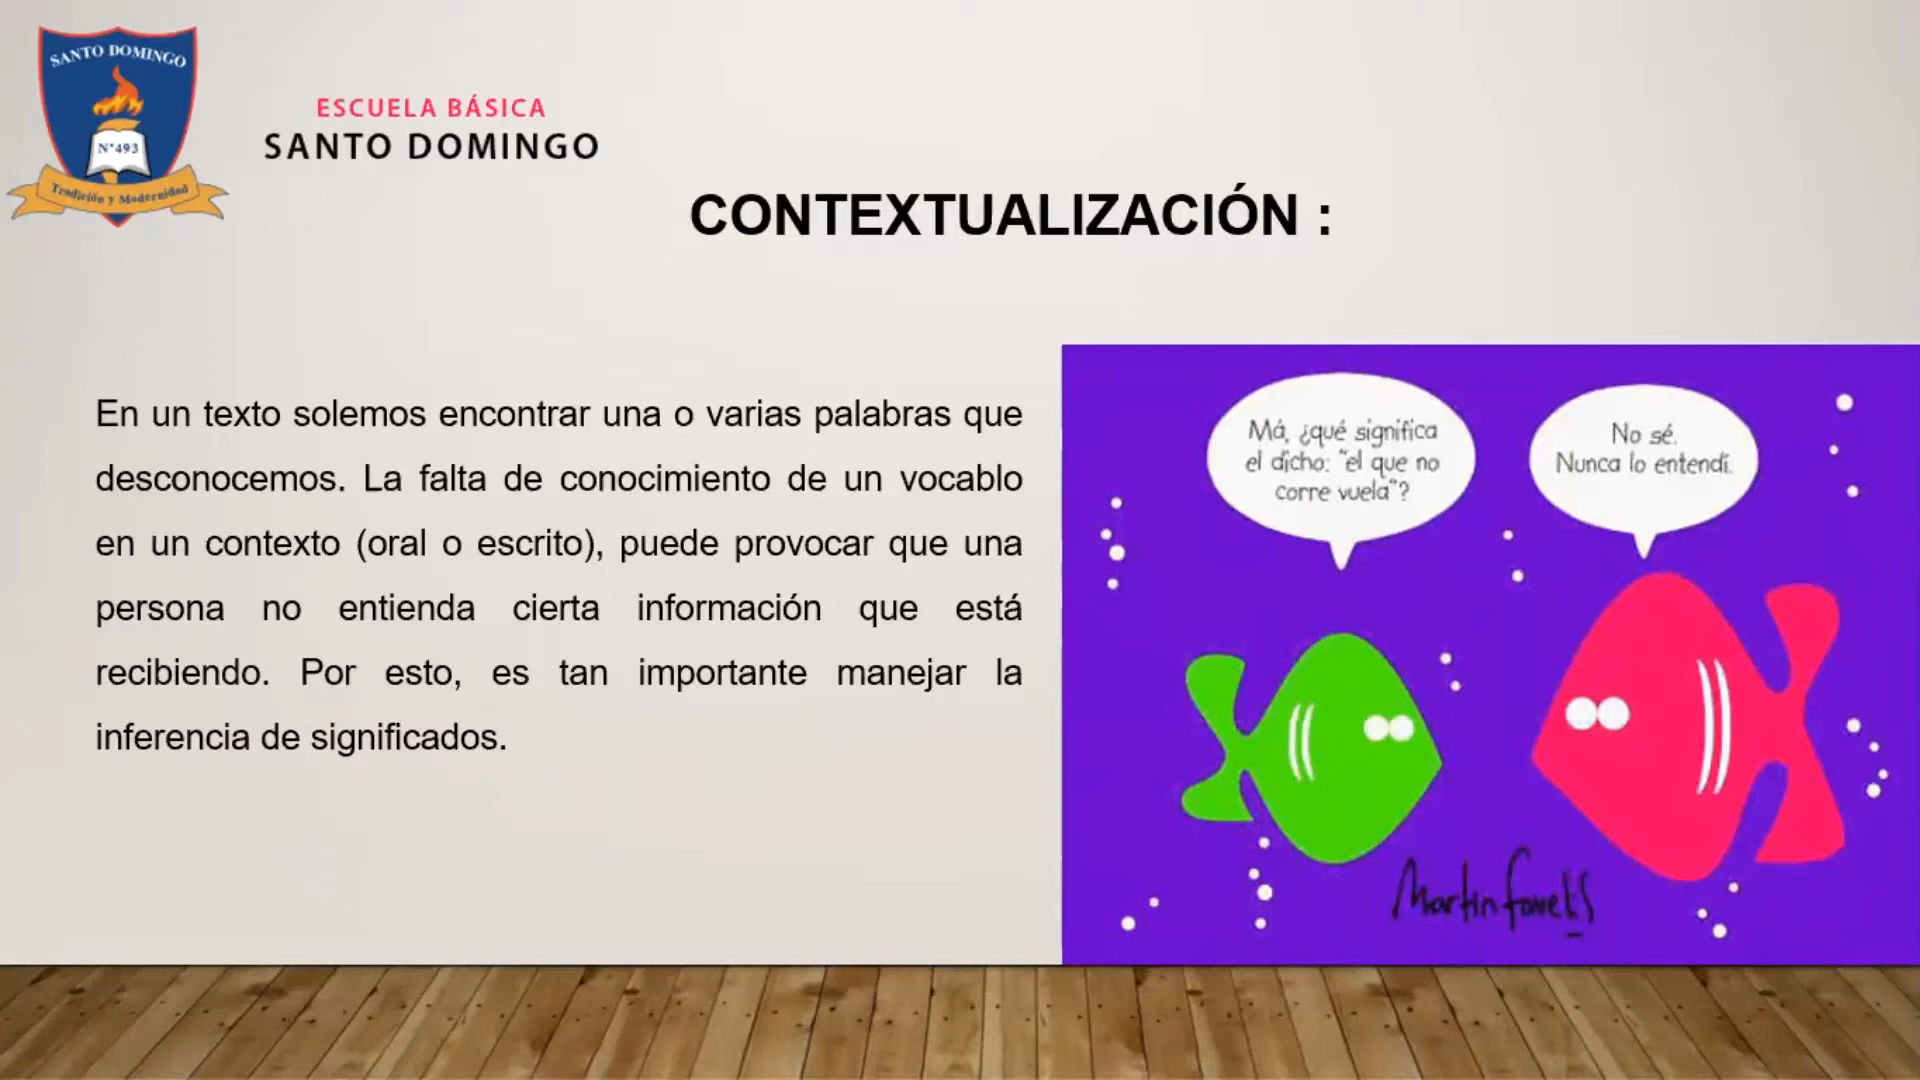 SANTO DOMINGO
N°493
Tradición y Modernidad
ESCUELA BÁSICA
SANTO DOMINGO
CONTEXTUALIZACIÓN :
En un texto solemos encontrar una o varias palabras que
desconocemos. La falta de conocimiento de un vocablo
en un contexto (oral o escrito), puede provocar que una
persona no entienda cierta información que está
recibiendo. Por esto, es tan importante manejar la
inferencia de significados.
Má, ¿qué significa
el dicho: "el que no
corre vuela"?
No sé.
Nunca lo entendí.
Martin Favelis